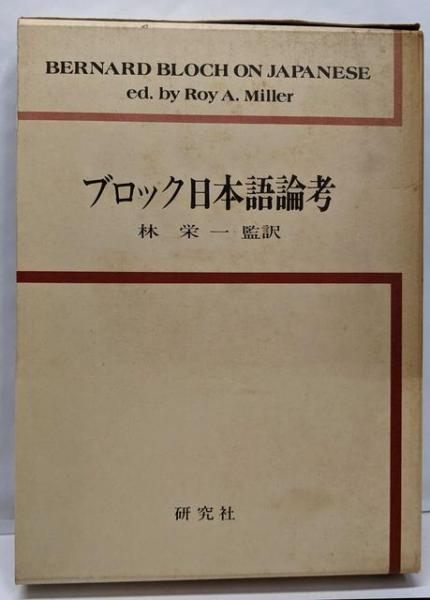 BERNARD BLOCH ON JAPANESE
ed. by Roy A. Miller
ブロック日本語論考
林 栄一 監訳
研究社